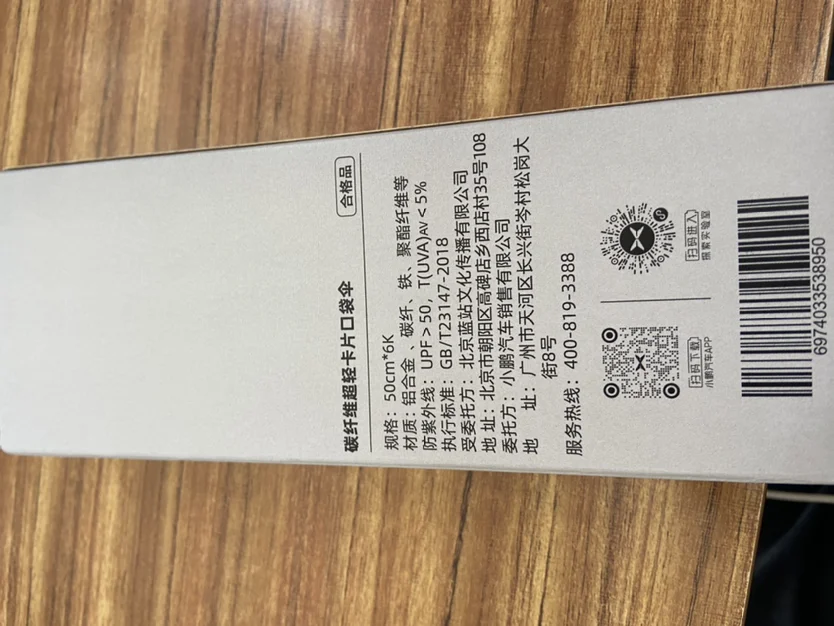 碳纤维超轻卡片口袋伞 合格品
规格：50cm*6K
材质：铝合金、碳纤、铁、聚酯纤维等
防紫外线：UPF＞50，T(UVA)AV＜5%
执行标准：GB/T23147-2018
受委托方：北京蓝站文化传播有限公司
地 址：北京市朝阳区高碑店乡西店村35号108
委托方：小鹏汽车销售有限公司
地 址：广州市天河区长兴街岑村松岗大
街8号
服务热线：400-819-3388
扫码下载
小鹏汽车APP
扫码进入
探索实验室
6974033538950